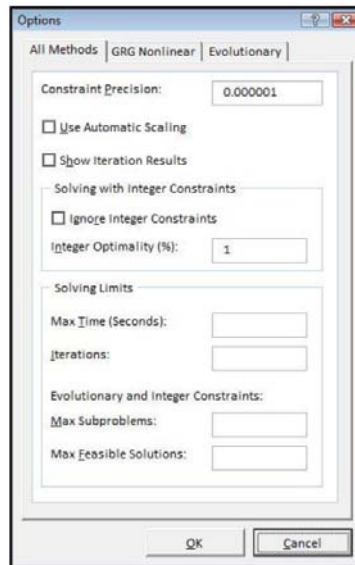 Options
All Methods GRG Nonlinear Evolutionary
Constraint Precision: 0.000001
Use Automatic Scaling
Show Iteration Results
Solving with Integer Constraints
Ignore Integer Constraints
Integer Optimality (%): 1
Solving Limits
Max Time (Seconds):
Iterations:
Evolutionary and Integer Constraints:
Max Subproblems:
Max Feasible Solutions:
OK Cancel